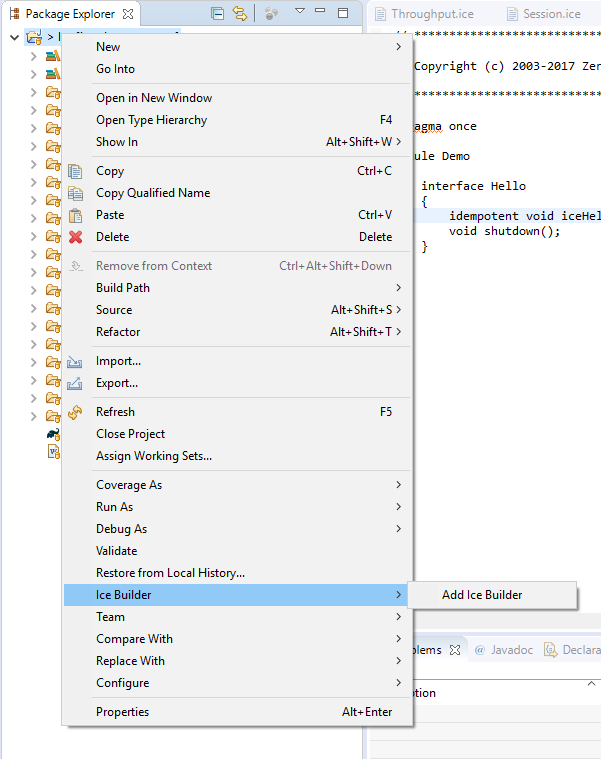 Package Explorer
Throughput.ice
Session.ice
>
New
Go Into
Open in New Window
Open Type Hierarchy F4
Show In Alt+Shift+W
Copy Ctrl+C
Copy Qualified Name
Paste Ctrl+V
Delete Delete
Remove from Context Ctrl+Alt+Shift+Down
Build Path
Source Alt+Shift+S
Refactor Alt+Shift+T
Import...
Export...
Refresh F5
Close Project
Assign Working Sets...
Coverage As
Run As
Debug As
Validate
Restore from Local History...
Ice Builder
Add Ice Builder
Team
Compare With
Replace With
Configure
Properties Alt+Enter
Copyright (c) 2003-2017 Zer
agma once
ule Demo
interface Hello
{
idempotent void iceHel
void shutdown();
}
blems
@ Javadoc
Declara
ption